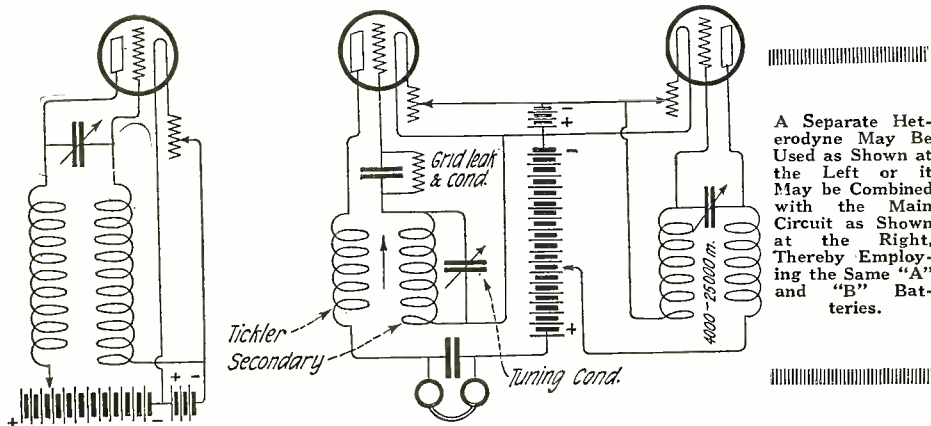 Grid leak
& cond.
Tickler
Secondary
Tuning Cond.
4000-25000 m.
+ - + - - + - +
A Separate Het-
erodyne May Be
Used as Shown at
the Left or it
May be Combined
with the Main
Circuit as Shown
at the Right,
Thereby Employ-
ing the Same "A"
and "B" Bat-
teries.